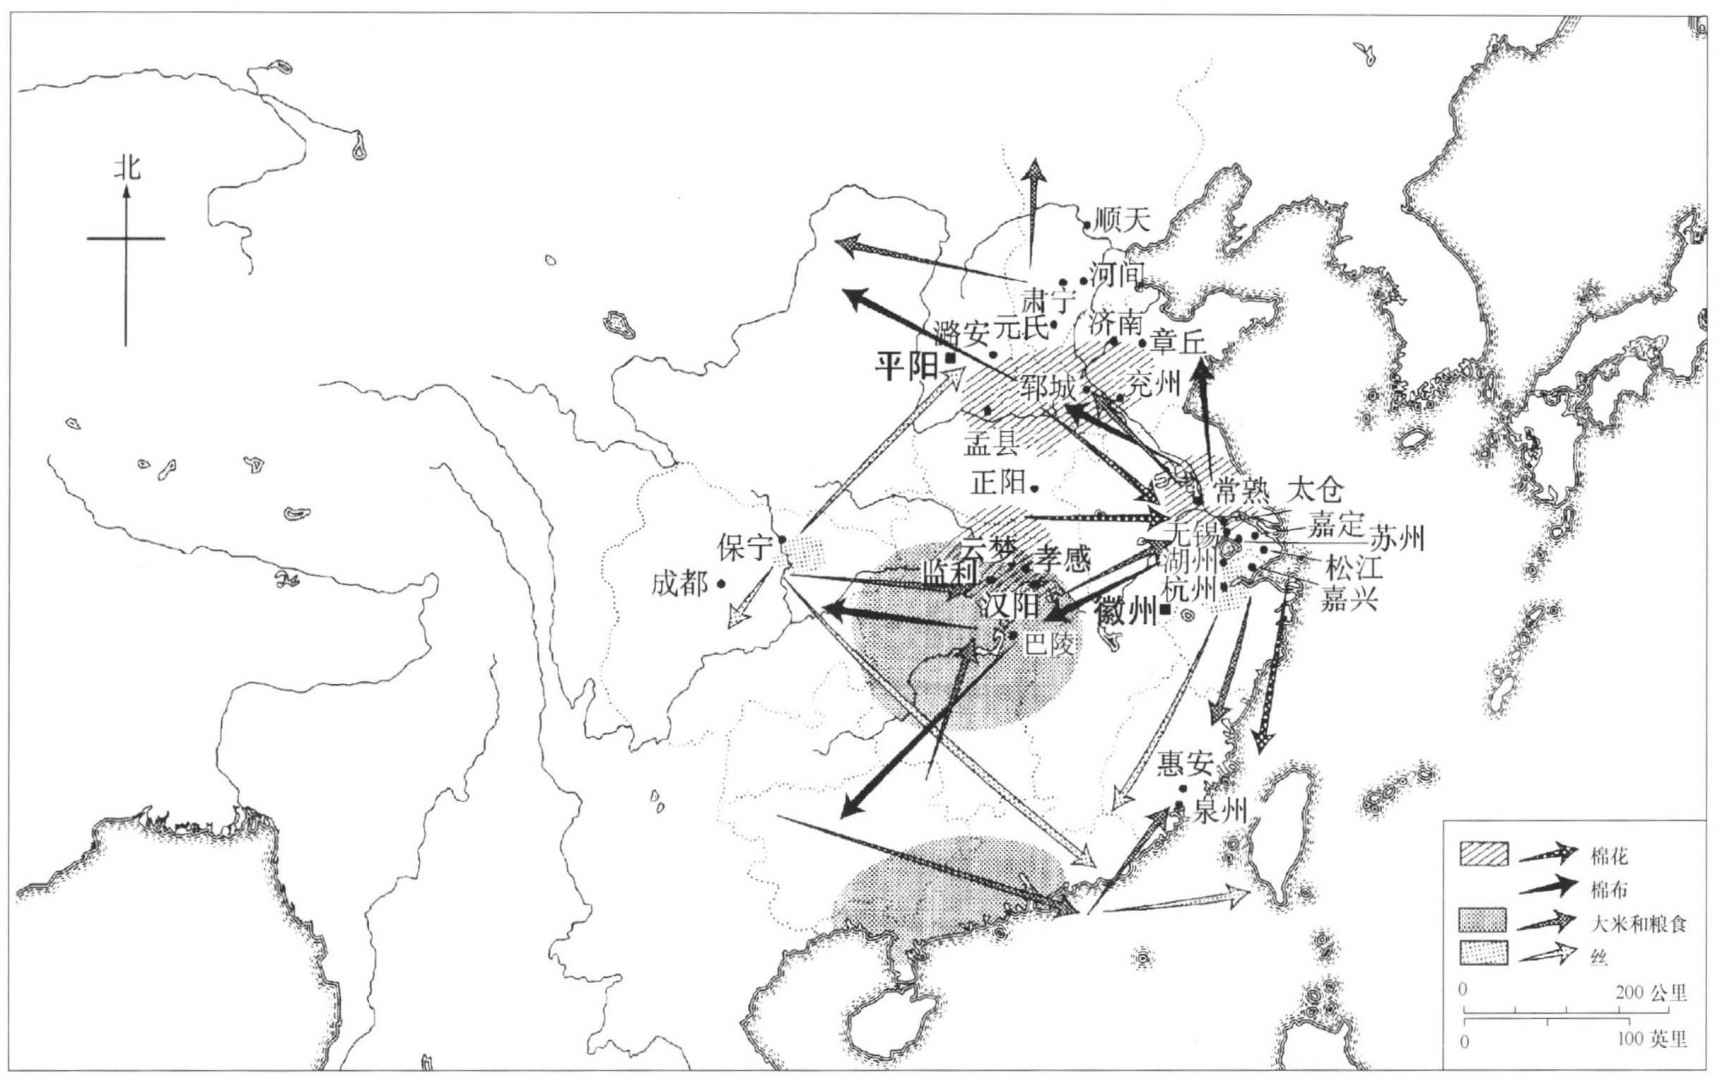 北
顺天
河间
肃宁
潞安
元氏
济南
章丘
平阳
郓城
兖州
孟县
正阳
常熟
太仓
嘉定
无锡
苏州
保宁
云梦
孝感
湖州
松江
成都
监利
杭州
嘉兴
汉阳
徽州
巴陵
惠安
泉州
棉花
棉布
大米和粮食
丝
0 200 公里
0 100 英里